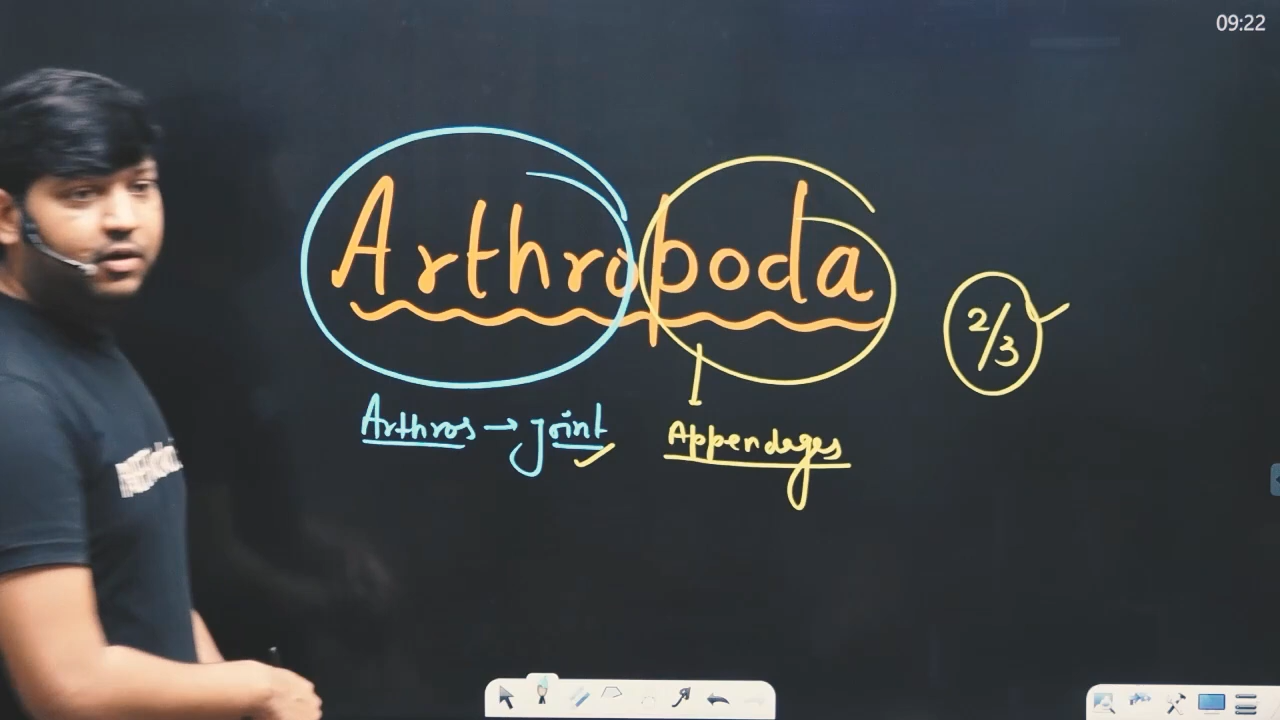 09:22
Arthropoda
2/3
Arthros → joint
Appendages